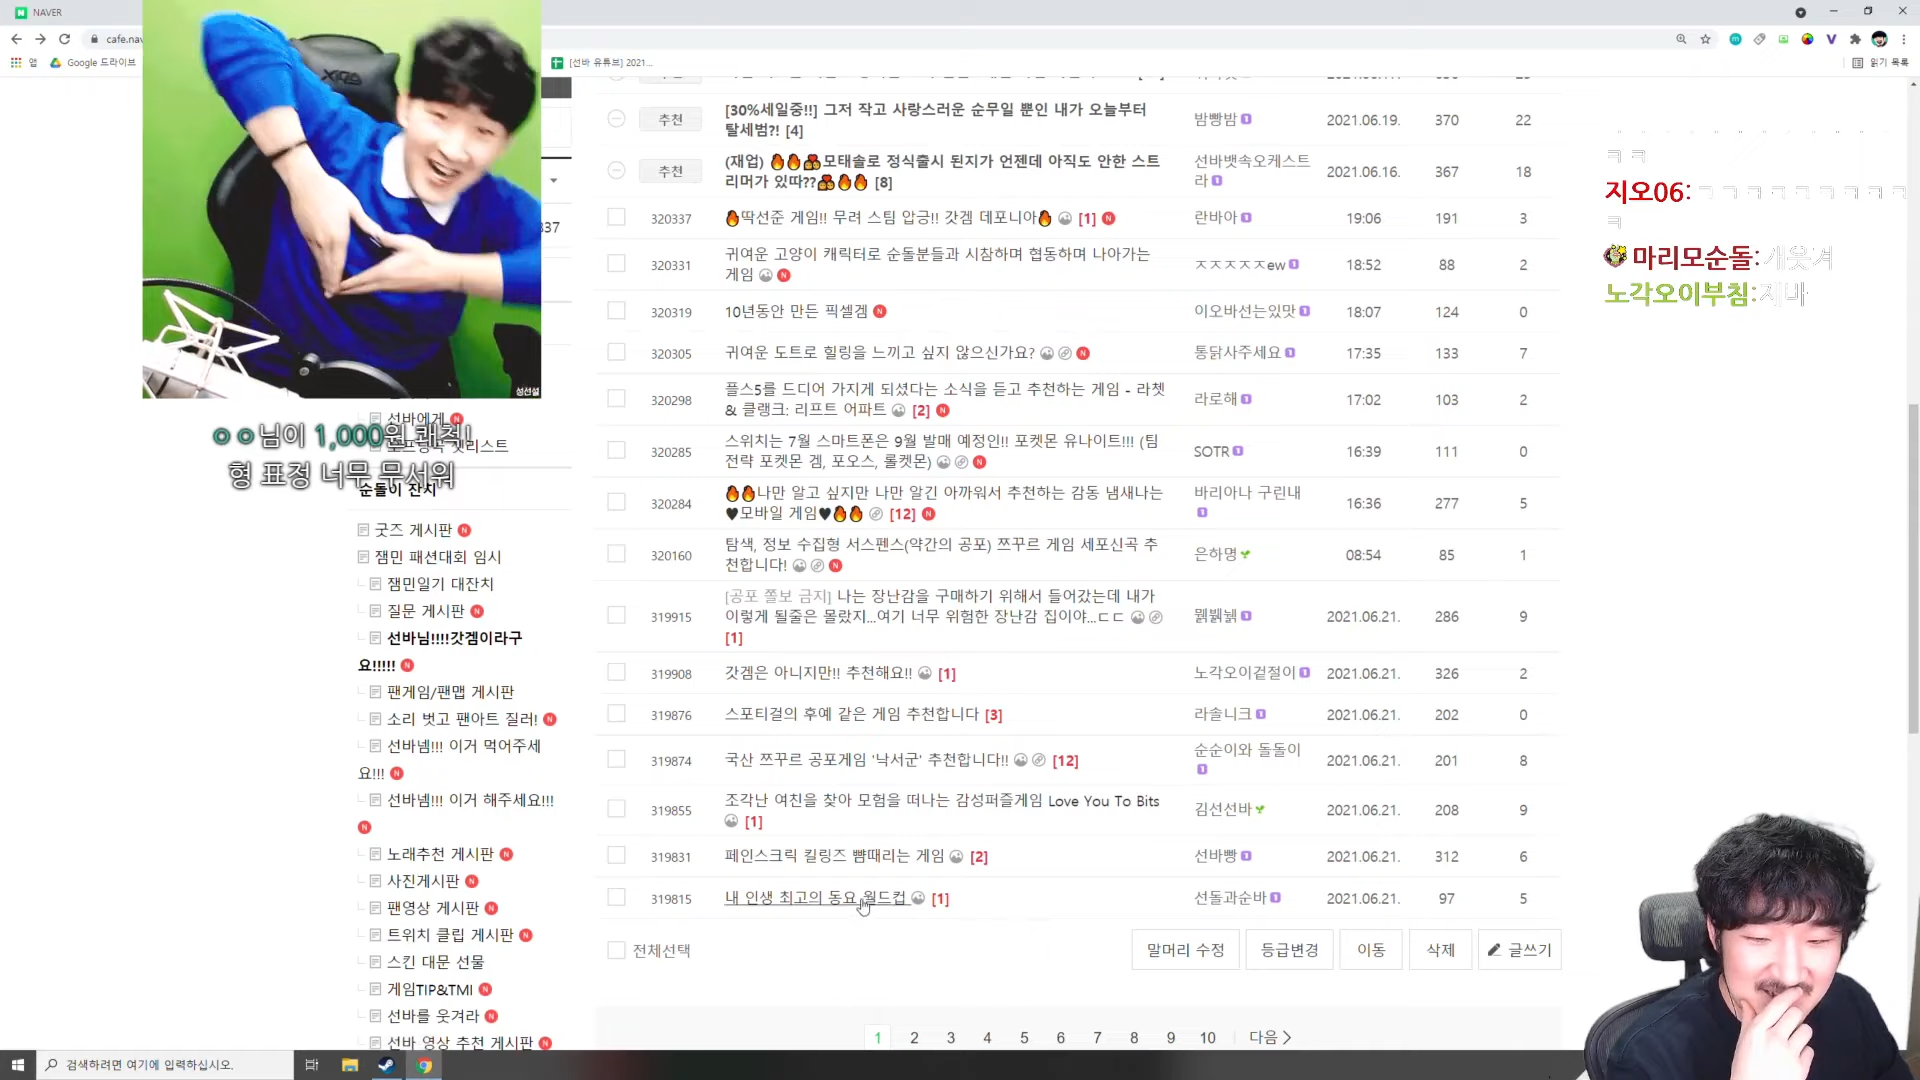 NAVER
cafe.nav
앱
Google 드라이브
[선바 유튜브] 2021...
읽기 목록
성선설
ㅇㅇ님이 1,000원 쾌척!
형 표정 너무 무서워
선바에게 N
순돌이 잔치
굿즈 게시판 N
잼민 패션대회 임시
잼민일기 대잔치
질문 게시판 N
선바님!!!!갓겜이라구
요!!!!! N
팬게임/팬맵 게시판
소리 벗고 팬아트 질러! N
선바넴!!! 이거 먹어주세
요!!! N
선바넴!!! 이거 해주세요!!!
N
노래추천 게시판 N
사진게시판 N
팬영상 게시판 N
트위치 클립 게시판 N
스킨 대문 선물
게임TIP&TMI N
선바를 웃겨라 N
선바 영상 추천 게시판 N
추천 [30%세일중!!] 그저 작고 사랑스러운 순무일 뿐인 내가 오늘부터 밤빵밤 2021.06.19. 370 22
탈세범?! [4]
추천 (재업) 🔥🔥💏모태솔로 정식출시 된지가 언젠데 아직도 안한 스트 선바뱃속오케스트 2021.06.16. 367 18
리머가 있따??💏🔥🔥 [8] 라
320337 🔥딱선준 게임!! 무려 스팀 압긍!! 갓겜 데포니아🔥 [1] N 란바아 19:06 191 3
320331 귀여운 고양이 캐릭터로 순돌분들과 시참하며 협동하며 나아가는 ㅈㅈㅈㅈㅈew 18:52 88 2
게임 N
320319 10년동안 만든 픽셀겜 N 이오바선는있맛 18:07 124 0
320305 귀여운 도트로 힐링을 느끼고 싶지 않으신가요? N 통닭사주세요 17:35 133 7
320298 플스5를 드디어 가지게 되셨다는 소식을 듣고 추천하는 게임 - 라쳇 라로해 17:02 103 2
& 클랭크: 리프트 어파트 [2] N
320285 스위치는 7월 스마트폰은 9월 발매 예정인!! 포켓몬 유나이트!!! (팀 SOTR 16:39 111 0
전략 포켓몬 겜, 포오스, 롤켓몬) N
320284 🔥🔥나만 알고 싶지만 나만 알긴 아까워서 추천하는 감동 냄새나는 바리아나 구린내 16:36 277 5
♥모바일 게임♥🔥🔥 [12] N
320160 탐색, 정보 수집형 서스펜스(약간의 공포) 쯔꾸르 게임 세포신곡 추 은하명 08:54 85 1
천합니다! N
319915 [공포 쫄보 금지] 나는 장난감을 구매하기 위해서 들어갔는데 내가 2021.06.21. 286 9
이렇게 될줄은 몰랐지...여기 너무 위험한 장난감 집이야...ㄷㄷ
[1]
319908 갓겜은 아니지만!! 추천해요!! [1] 노각오이겉절이 2021.06.21. 326 2
319876 스포티걸의 후예 같은 게임 추천합니다 [3] 라솔니크 2021.06.21. 202 0
319874 국산 쯔꾸르 공포게임 '낙서군' 추천합니다!! [12] 순순이와 돌돌이 2021.06.21. 201 8
319855 조각난 여친을 찾아 모험을 떠나는 감성퍼즐게임 Love You To Bits 김선선바 2021.06.21. 208 9
[1]
319831 페인스크릭 킬링즈 뺨때리는 게임 [2] 선바빵 2021.06.21. 312 6
319815 내 인생 최고의 동요 월드컵 [1] 선돌과순바 2021.06.21. 97 5
전체선택 말머리 수정 등급변경 이동 삭제 글쓰기
1 2 3 4 5 6 7 8 9 10 다음
ㅋㅋ
지오06: ㅋㅋㅋㅋㅋㅋㅋㅋㅋ
ㅋ
마리모순돌: 개웃겨
노각오이부침: 제바
검색하려면 여기에 입력하십시오.